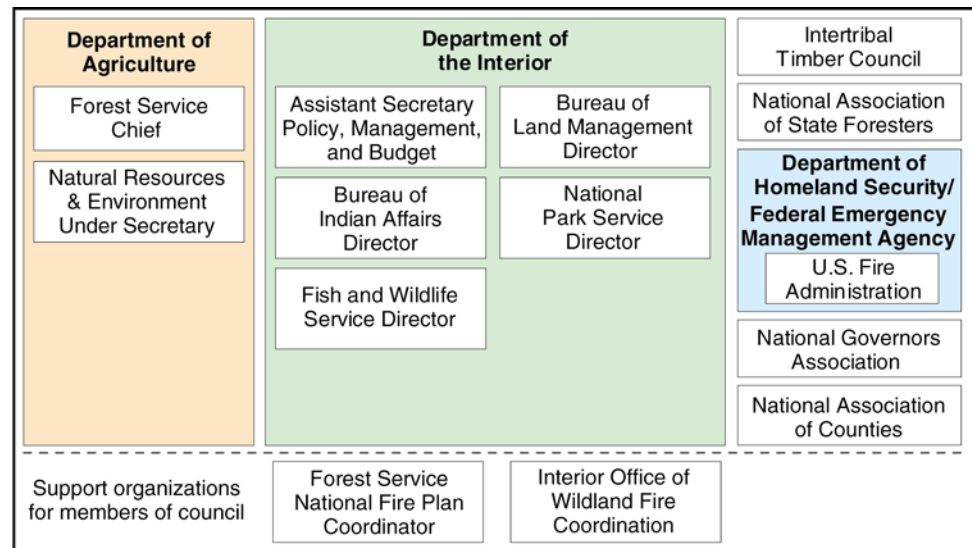 Department of
Agriculture
Forest Service
Chief
Natural Resources
& Environment
Under Secretary
Department of
the Interior
Assistant Secretary
Policy, Management,
and Budget
Bureau of
Land Management
Director
Bureau of
Indian Affairs
Director
National
Park Service
Director
Fish and Wildlife
Service Director
Intertribal
Timber Council
National Association
of State Foresters
Department of
Homeland Security/
Federal Emergency
Management Agency
U.S. Fire
Administration
National Governors
Association
National Association
of Counties
Support organizations
for members of council
Forest Service
National Fire Plan
Coordinator
Interior Office of
Wildland Fire
Coordination